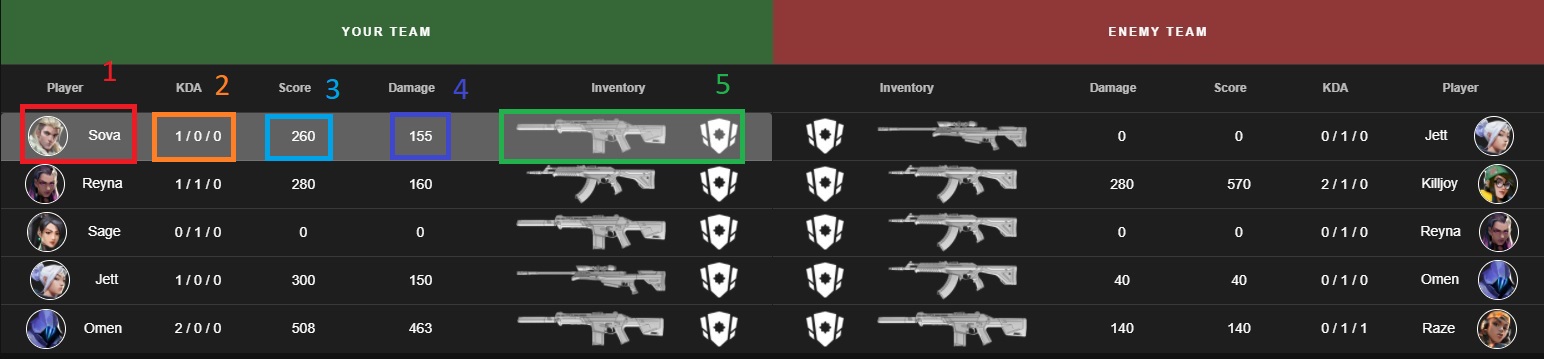 YOUR TEAM ENEMY TEAM
1 2 3 4 5
Player KDA Score Damage Inventory Inventory Damage Score KDA Player
Sova 1 / 0 / 0 260 155 0 0 0 / 1 / 0 Jett
Reyna 1 / 1 / 0 280 160 280 570 2 / 1 / 0 Killjoy
Sage 0 / 1 / 0 0 0 0 0 0 / 1 / 0 Reyna
Jett 1 / 0 / 0 300 150 40 40 0 / 1 / 0 Omen
Omen 2 / 0 / 0 508 463 140 140 0 / 1 / 1 Raze